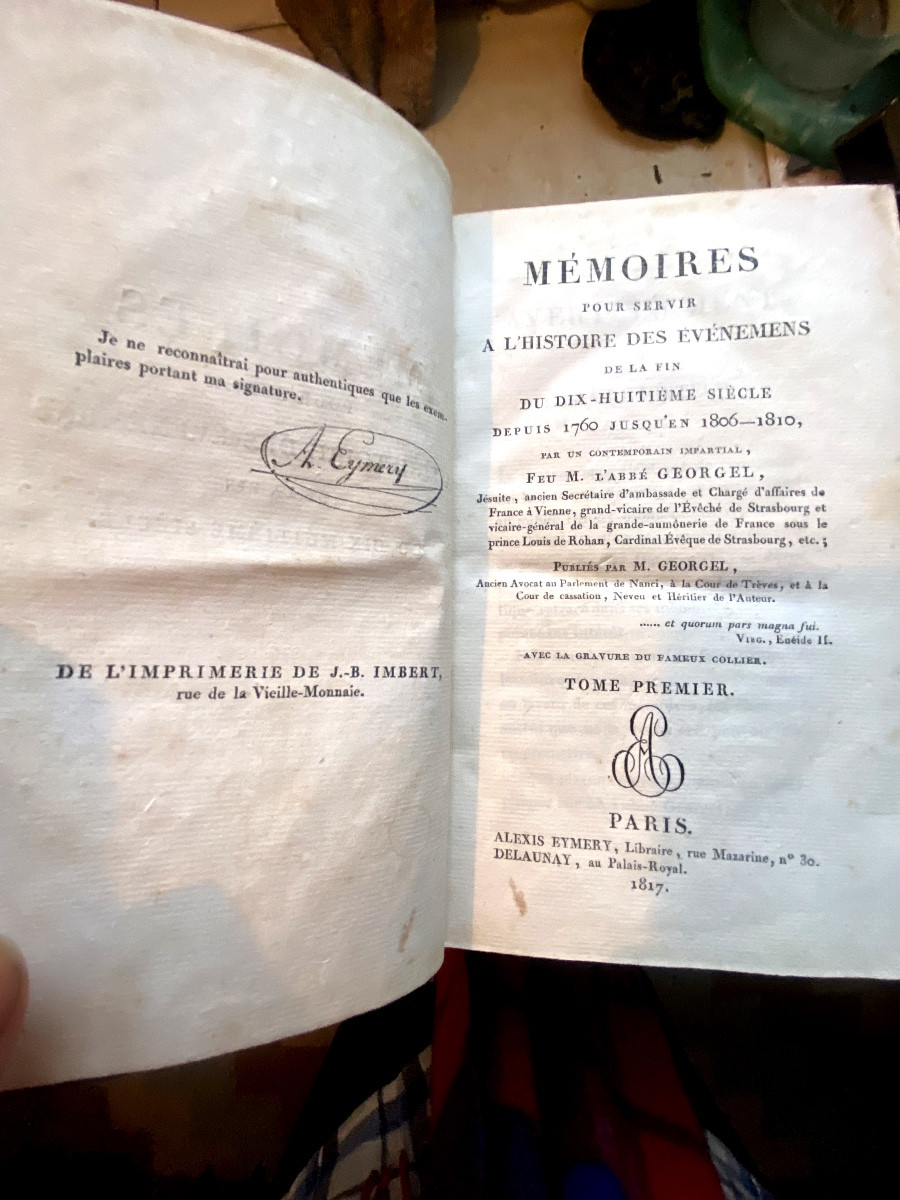 Je ne reconnaîtrai pour authentiques que les exem-
plaires portant ma signature.
A. Eymery
DE L'IMPRIMERIE DE J.-B. IMBERT,
rue de la Vieille-Monnaie.
MÉMOIRES
POUR SERVIR
A L'HISTOIRE DES ÉVÉNEMENS
DE LA FIN
DU DIX-HUITIÈME SIÈCLE
DEPUIS 1760 JUSQU'EN 1806—1810,
PAR UN CONTEMPORAIN IMPARTIAL,
FEU M. L'ABBÉ GEORGEL,
Jésuite, ancien Secrétaire d'ambassade et Chargé d'affaires de
France à Vienne, grand-vicaire de l'Évêché de Strasbourg et
vicaire-général de la grande-aumônerie de France sous le
prince Louis de Rohan, Cardinal Évêque de Strasbourg, etc.;
PUBLIÉS PAR M. GEORGEL,
Ancien Avocat au Parlement de Nanci, à la Cour de Trèves, et à la
Cour de cassation, Neveu et Héritier de l'Auteur.
...... et quorum pars magna fui.
VIRG., Enéide II.
AVEC LA GRAVURE DU FAMEUX COLLIER.
TOME PREMIER.
AE
PARIS.
ALEXIS EYMERY, Libraire, rue Mazarine, n° 30.
DELAUNAY, au Palais-Royal.
1817.